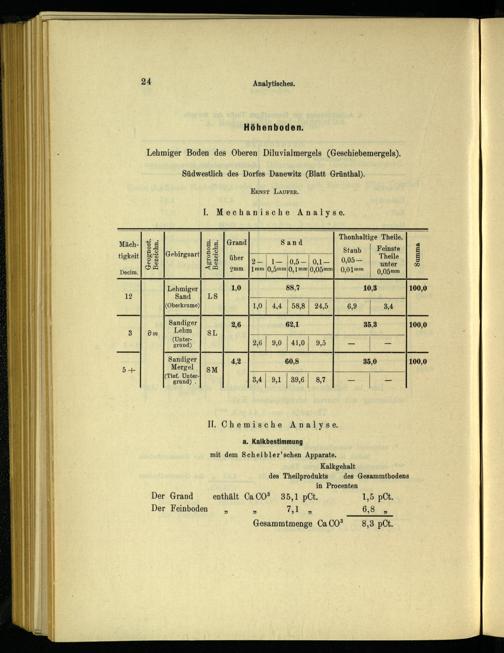 24
Analytisches.
Höhenboden.
Lehmiger Boden des Oberen Diluvialmergels (Geschiebemergels).
Südwestlich des Dorfes Danewitz (Blatt Grünthal).
Ernst Laufer.
I. Mechanische Analyse.
Mäch-
tigkeit
Decim.
Geognost.
Bezeichn.
Gebirgsart
Agronom.
Bezeichn.
Grand
über
2mm
Sand
2—
1mm
1—
0,5mm
0,5—
0,1mm
0,1—
0,05mm
Thonhaltige Theile.
Staub
0,05—
0,01mm
Feinste
Theile
unter
0,05mm
Summa
12
Lehmiger
Sand
(Oberkrume)
LS
1,0
88,7
10,3
100,0
1,0 4,4 58,8 24,5 6,9 3,4
3
∂m
Sandiger
Lehm
(Unter-
grund)
SL
2,6
62,1
35,3
100,0
2,6 9,0 41,0 9,5 — —
5 +
Sandiger
Mergel
(Tief. Unter-
grund)
SM
4,2
60,8
35,0
100,0
3,4 9,1 39,6 8,7 — —
II. Chemische Analyse.
a. Kalkbestimmung
mit dem Scheibler'schen Apparate.
Kalkgehalt
des Theilprodukts des Gesammtbodens
in Procenten
Der Grand enthält CaCO³ 35,1 pCt. 1,5 pCt.
Der Feinboden „ „ 7,1 „ 6,8 „
Gesammtmenge CaCO³ 8,3 pCt.